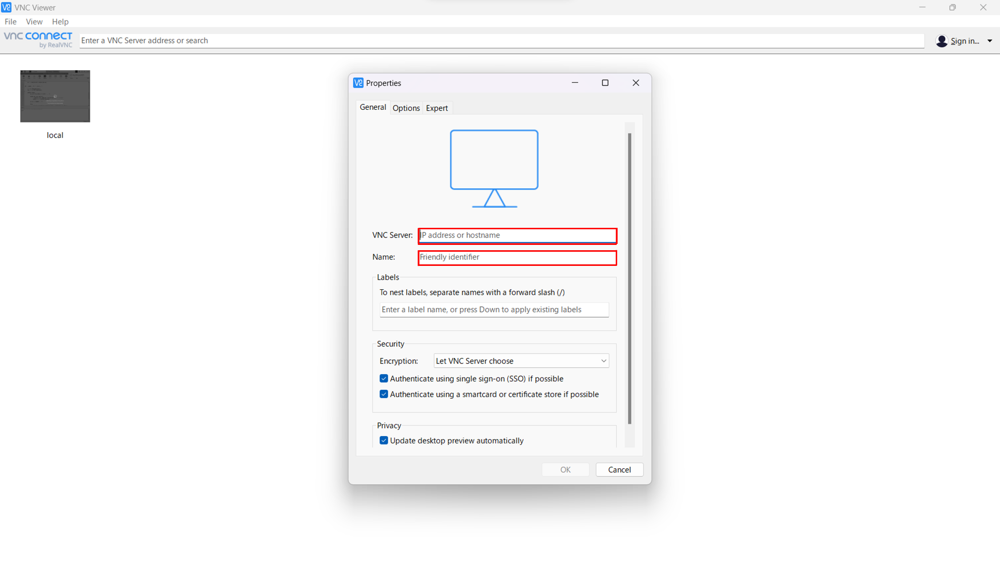 VNC Viewer
File View Help
vnc connect
by RealVNC
Enter a VNC Server address or search
Sign in...
local
Properties
General Options Expert
VNC Server: IP address or hostname
Name: Friendly identifier
Labels
To nest labels, separate names with a forward slash (/)
Enter a label name, or press Down to apply existing labels
Security
Encryption: Let VNC Server choose
Authenticate using single sign-on (SSO) if possible
Authenticate using a smartcard or certificate store if possible
Privacy
Update desktop preview automatically
OK Cancel